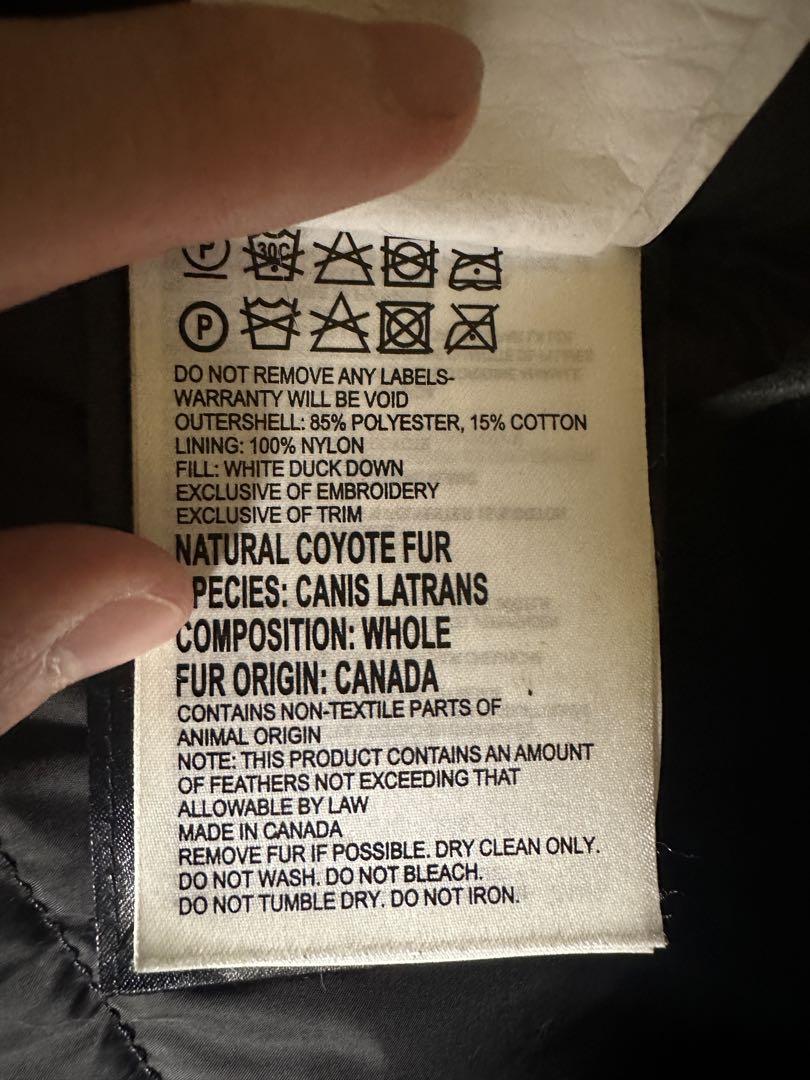 P
30C
P
DO NOT REMOVE ANY LABELS-
WARRANTY WILL BE VOID
OUTERSHELL: 85% POLYESTER, 15% COTTON
LINING: 100% NYLON
FILL: WHITE DUCK DOWN
EXCLUSIVE OF EMBROIDERY
EXCLUSIVE OF TRIM
NATURAL COYOTE FUR
PECIES: CANIS LATRANS
COMPOSITION: WHOLE
FUR ORIGIN: CANADA
CONTAINS NON-TEXTILE PARTS OF
ANIMAL ORIGIN
NOTE: THIS PRODUCT CONTAINS AN AMOUNT
OF FEATHERS NOT EXCEEDING THAT
ALLOWABLE BY LAW
MADE IN CANADA
REMOVE FUR IF POSSIBLE. DRY CLEAN ONLY.
DO NOT WASH. DO NOT BLEACH.
DO NOT TUMBLE DRY. DO NOT IRON.